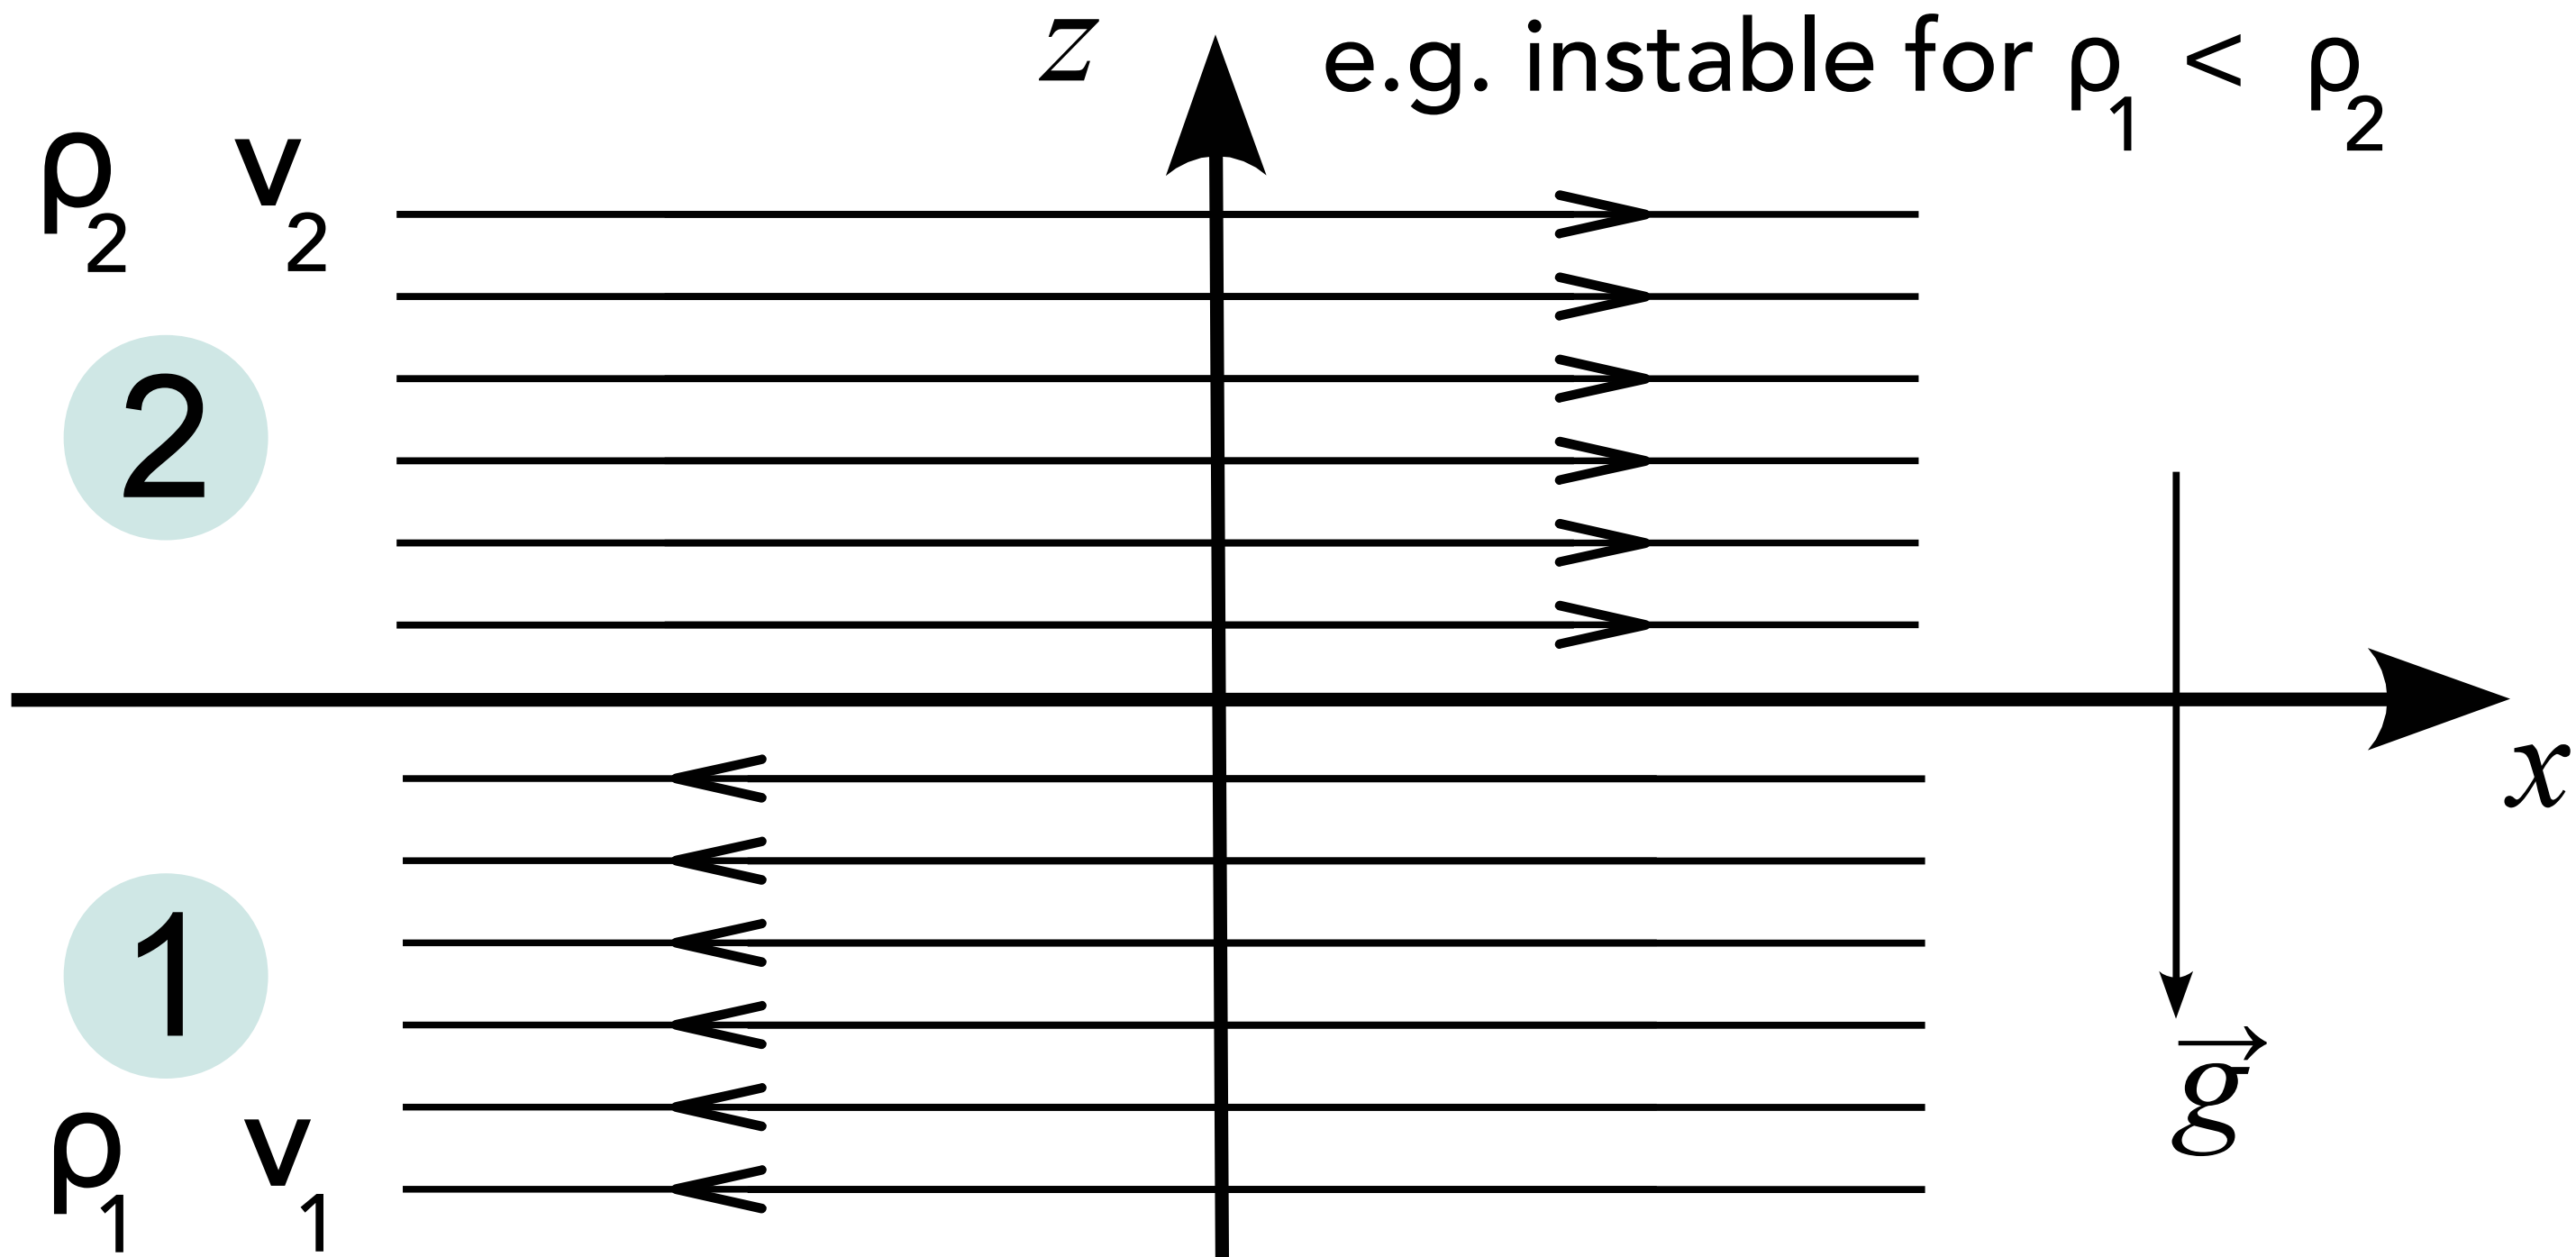 z
e.g. instable for ρ1 < ρ2
ρ2 v2
2
x
1
g
ρ1 v1